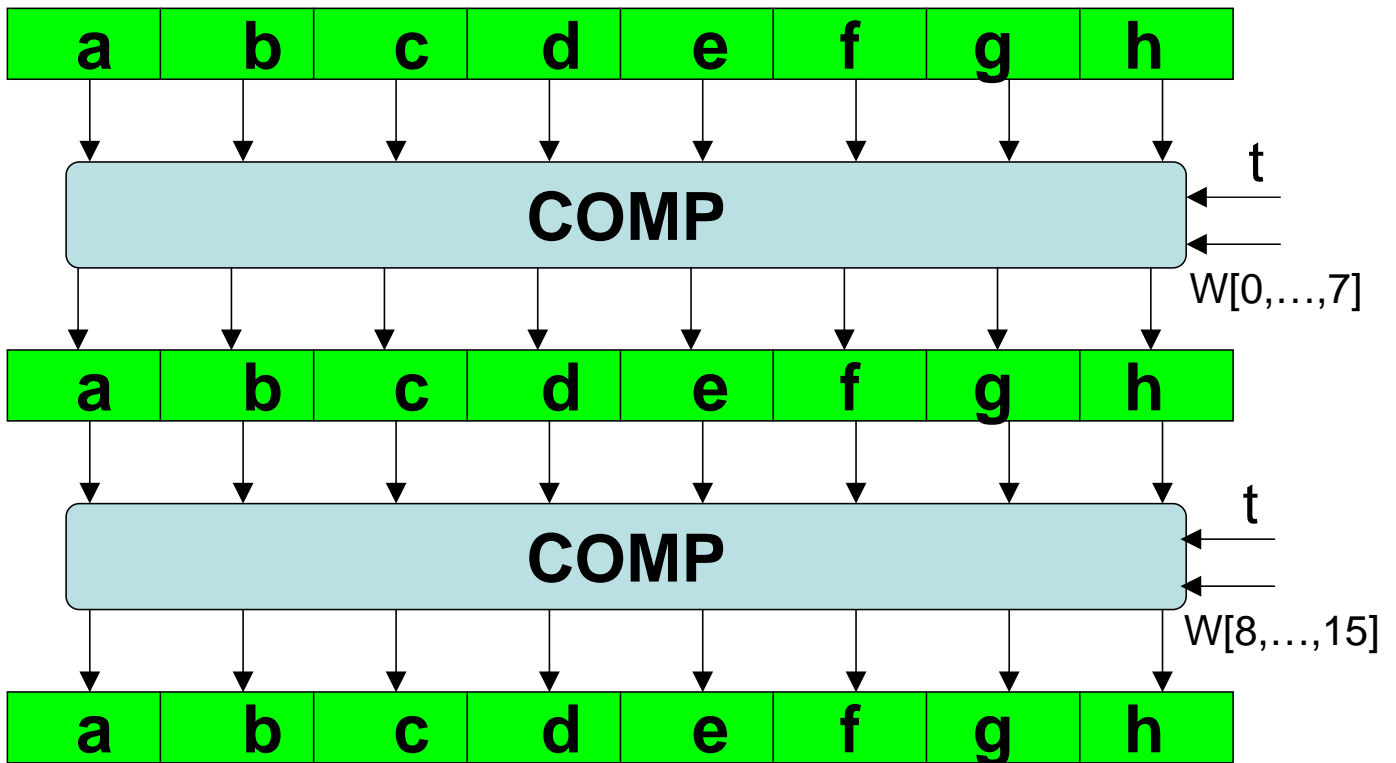 a b c d e f g h
t
COMP
W[0,…,7]
a b c d e f g h
t
COMP
W[8,…,15]
a b c d e f g h